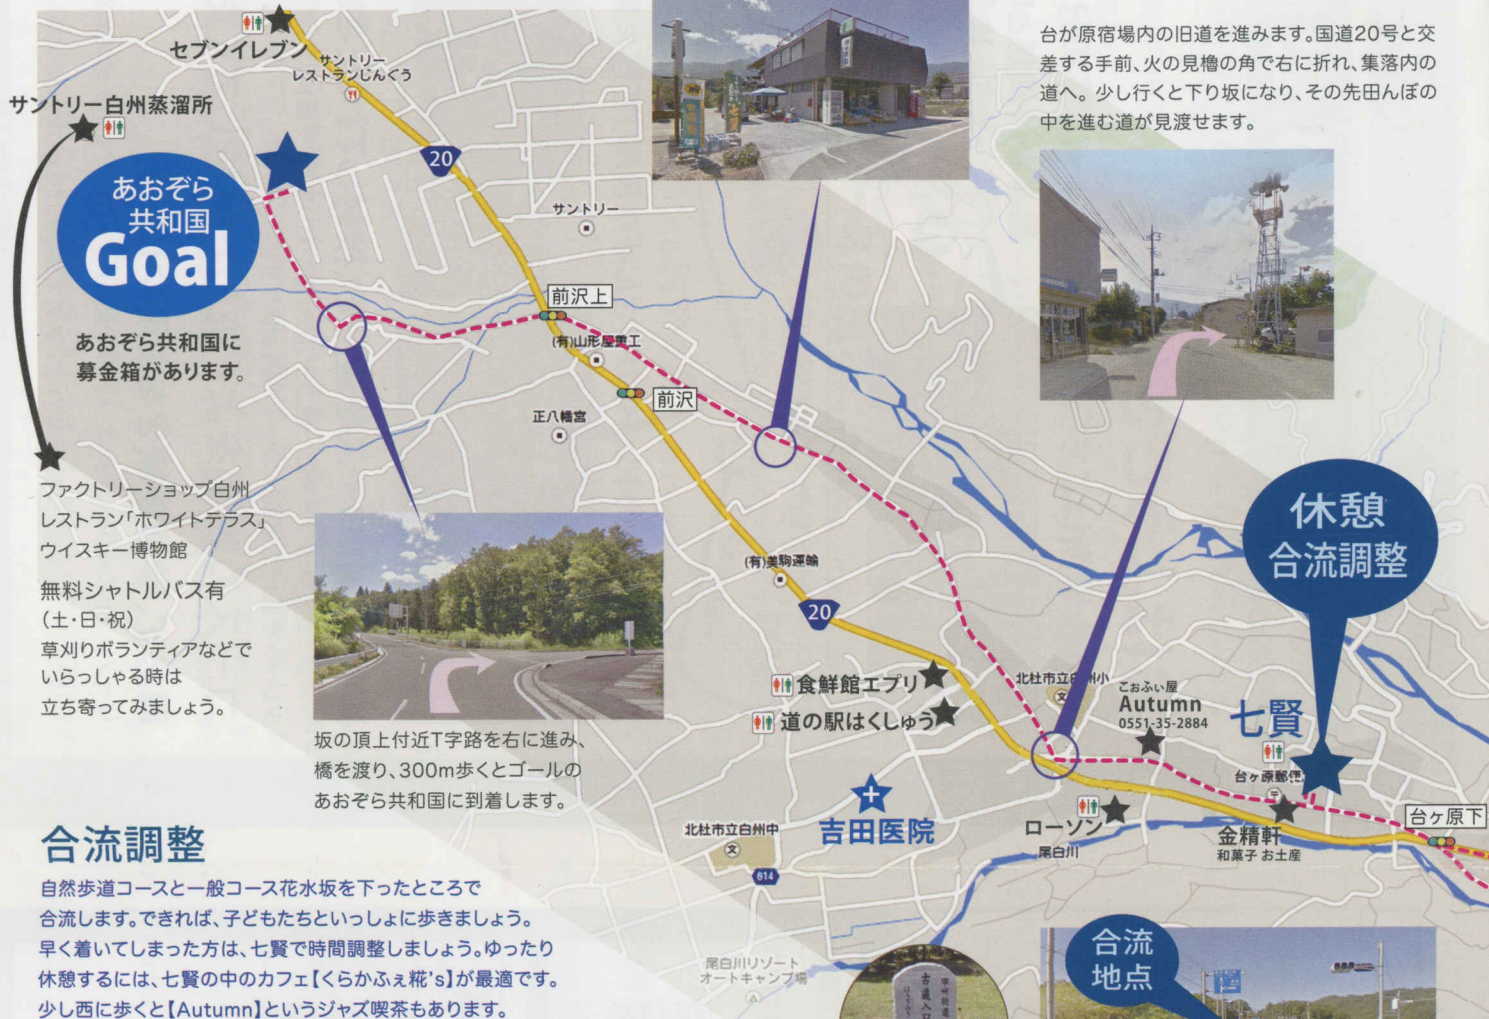 セブンイレブン
サントリー
レストランじんぐう
サントリー白州蒸溜所
20
あおぞら
共和国
Goal
あおぞら共和国に
募金箱があります。
サントリー
前沢上
(有)山形屋重工
前沢
正八幡宮
台が原宿場内の旧道を進みます。国道20号と交
差する手前、火の見櫓の角で右に折れ、集落内の
道へ。少し行くと下り坂になり、その先田んぼの
中を進む道が見渡せます。
ファクトリーショップ白州
レストラン「ホワイトテラス」
ウイスキー博物館
無料シャトルバス有
(土・日・祝)
草刈りボランティアなどで
いらっしゃる時は
立ち寄ってみましょう。
坂の頂上付近T字路を右に進み、
橋を渡り、300m歩くとゴールの
あおぞら共和国に到着します。
休憩
合流調整
(有)美駒運輸
20
食鮮館エプリ
道の駅はくしゅう
北杜市立白州小
文
こおふぃ屋
Autumn
0551-35-2884
七賢
台ヶ原郵便
台ヶ原下
金精軒
和菓子 お土産
ローソン
尾白川
吉田医院
北杜市立白州中
文
614
尾白川リゾート
オートキャンプ場
合流調整
自然歩道コースと一般コース花水坂を下ったところで
合流します。できれば、子どもたちといっしょに歩きましょう。
早く着いてしまった方は、七賢で時間調整しましょう。ゆったり
休憩するには、七賢の中のカフェ【くらかふぇ糀's】が最適です。
少し西に歩くと【Autumn】というジャズ喫茶もあります。
古道入口
合流
地点